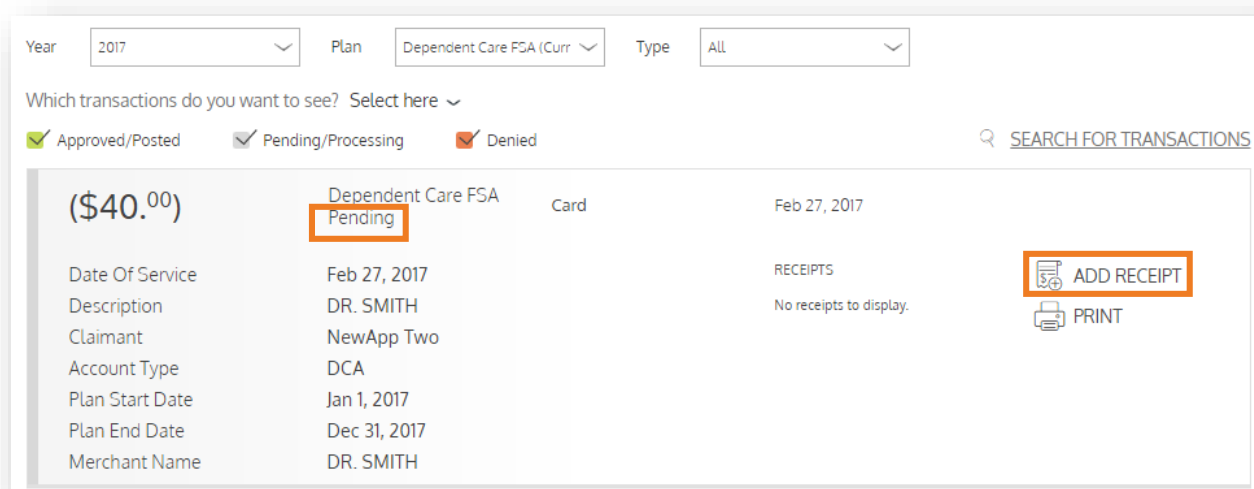 Year 2017 Plan Dependent Care FSA (Curr Type All
Which transactions do you want to see? Select here
Approved/Posted Pending/Processing Denied SEARCH FOR TRANSACTIONS
($40.00) Dependent Care FSA Card Feb 27, 2017
Pending
Date Of Service Feb 27, 2017 RECEIPTS ADD RECEIPT
Description DR. SMITH No receipts to display. PRINT
Claimant NewApp Two
Account Type DCA
Plan Start Date Jan 1, 2017
Plan End Date Dec 31, 2017
Merchant Name DR. SMITH